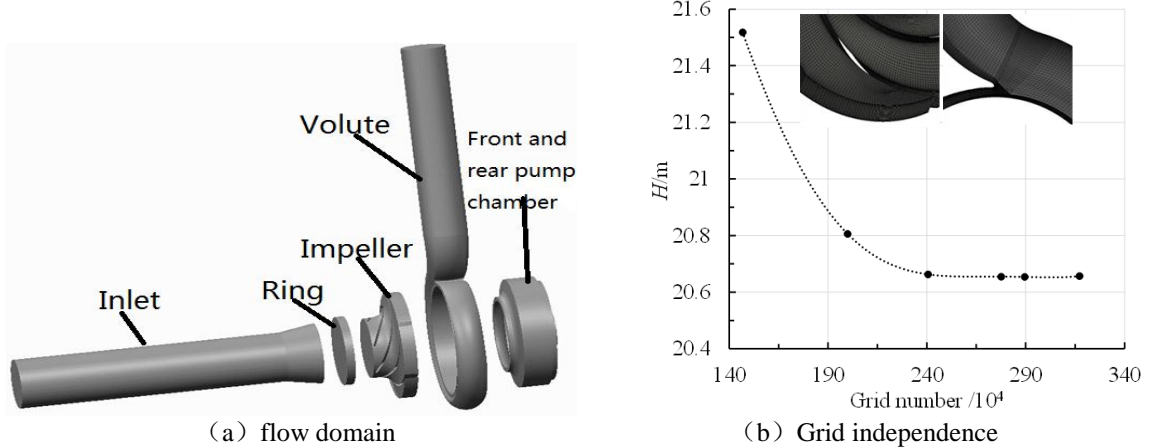 Volute
Front and
rear pump
chamber
Impeller
Ring
Inlet
（a）flow domain
21.6
21.4
21.2
21
20.8
20.6
20.4
H/m
140
190
240
290
340
Grid number /10⁴
（b）Grid independence